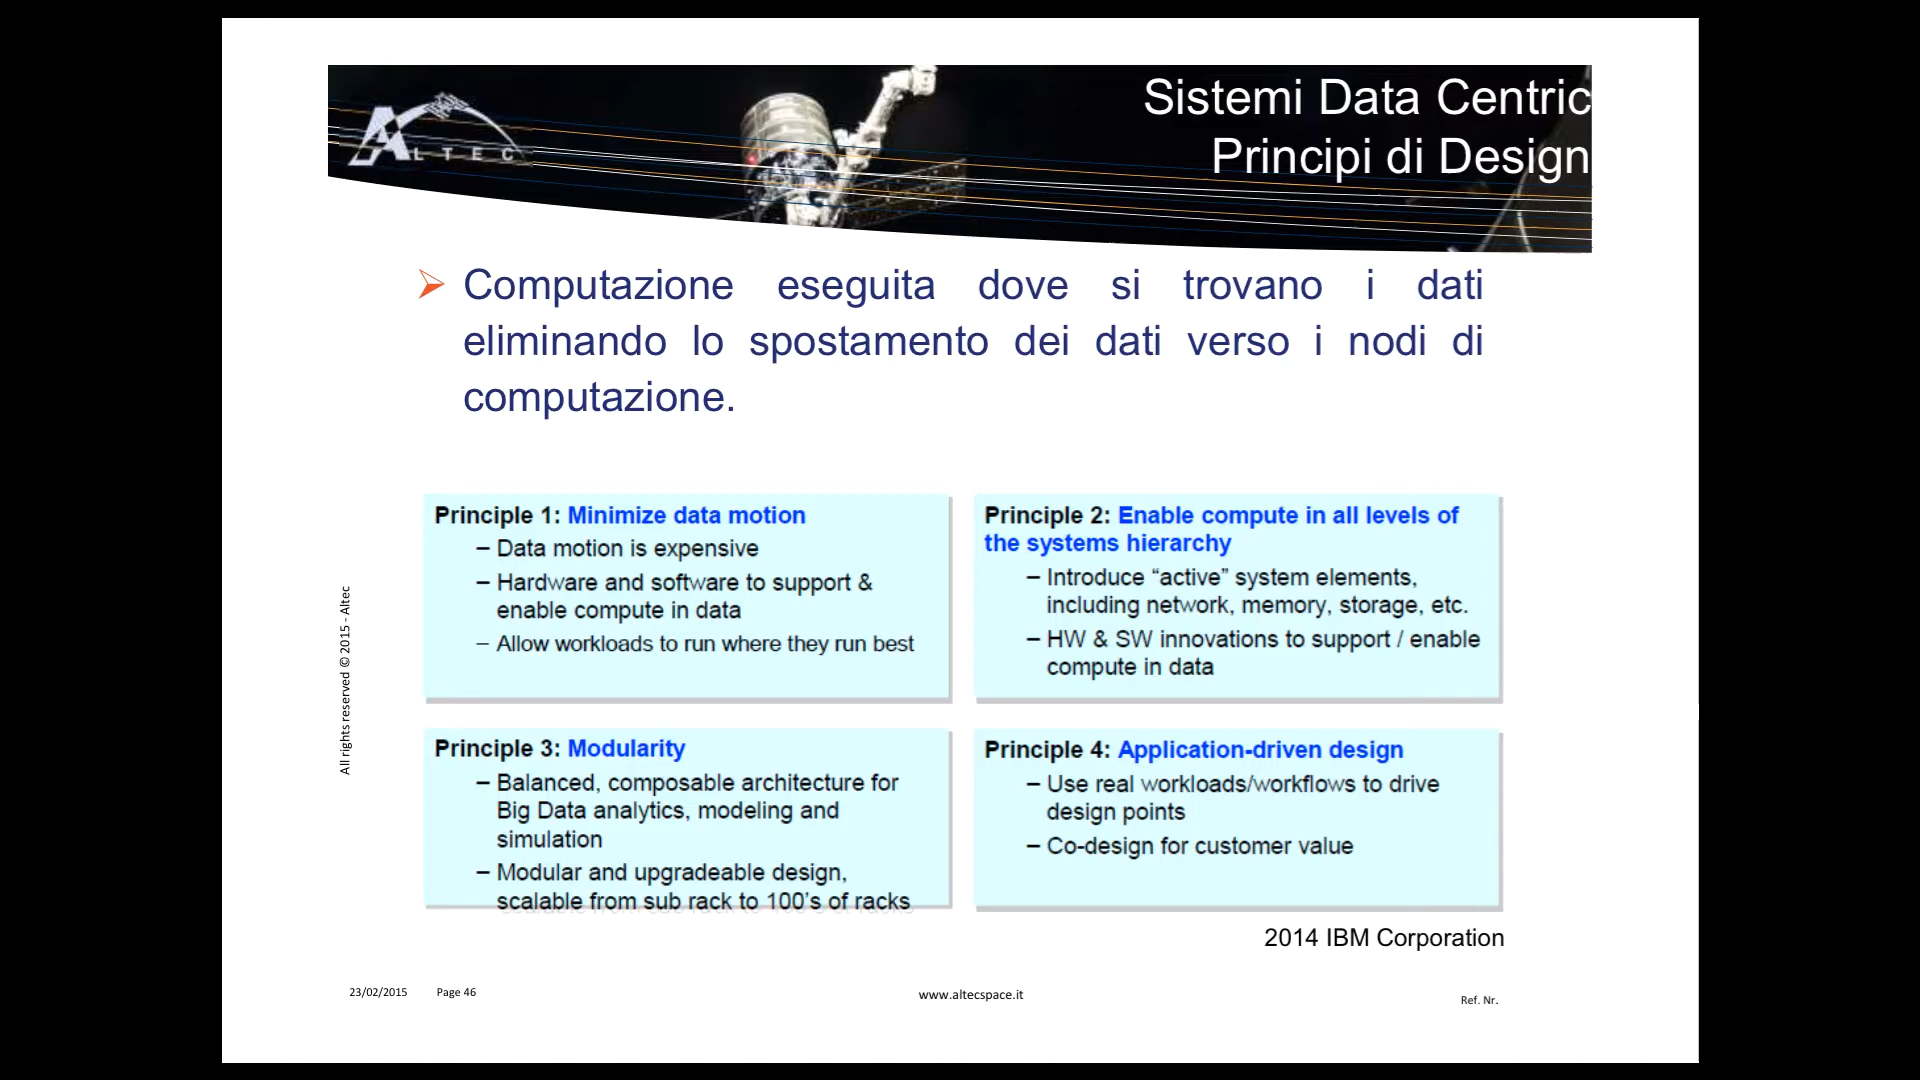 Sistemi Data Centric
Principi di Design
ALTEC
Computazione eseguita dove si trovano i dati
eliminando lo spostamento dei dati verso i nodi di
computazione.
Principle 1: Minimize data motion
– Data motion is expensive
– Hardware and software to support &
enable compute in data
– Allow workloads to run where they run best
Principle 2: Enable compute in all levels of
the systems hierarchy
– Introduce “active” system elements,
including network, memory, storage, etc.
– HW & SW innovations to support / enable
compute in data
Principle 3: Modularity
– Balanced, composable architecture for
Big Data analytics, modeling and
simulation
– Modular and upgradeable design,
scalable from sub rack to 100’s of racks
Principle 4: Application-driven design
– Use real workloads/workflows to drive
design points
– Co-design for customer value
2014 IBM Corporation
All rights reserved © 2015 - Altec
23/02/2015 Page 46
www.altecspace.it
Ref. Nr.